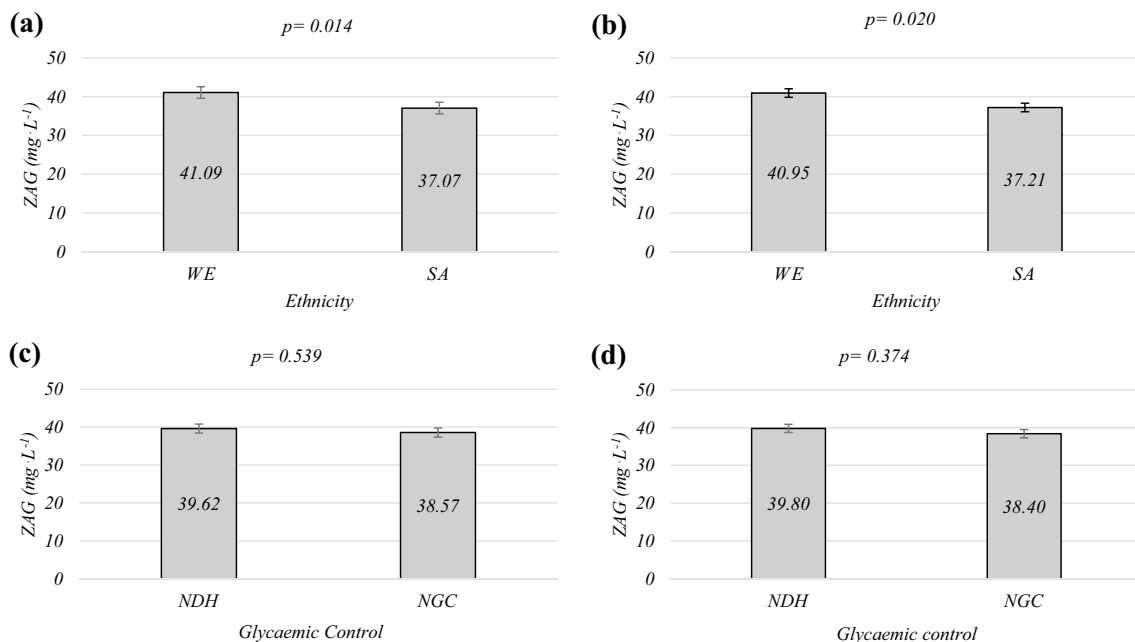 (a)
p= 0.014
50
40
30
20
10
0
ZAG (mg·L-1)
41.09
37.07
WE
SA
Ethnicity
(b)
p= 0.020
50
40
30
20
10
0
ZAG (mg·L-1)
40.95
37.21
WE
SA
Ethnicity
(c)
p= 0.539
50
40
30
20
10
0
ZAG (mg·L-1)
39.62
38.57
NDH
NGC
Glycaemic Control
(d)
p= 0.374
50
40
30
20
10
0
ZAG (mg·L-1)
39.80
38.40
NDH
NGC
Glycaemic control